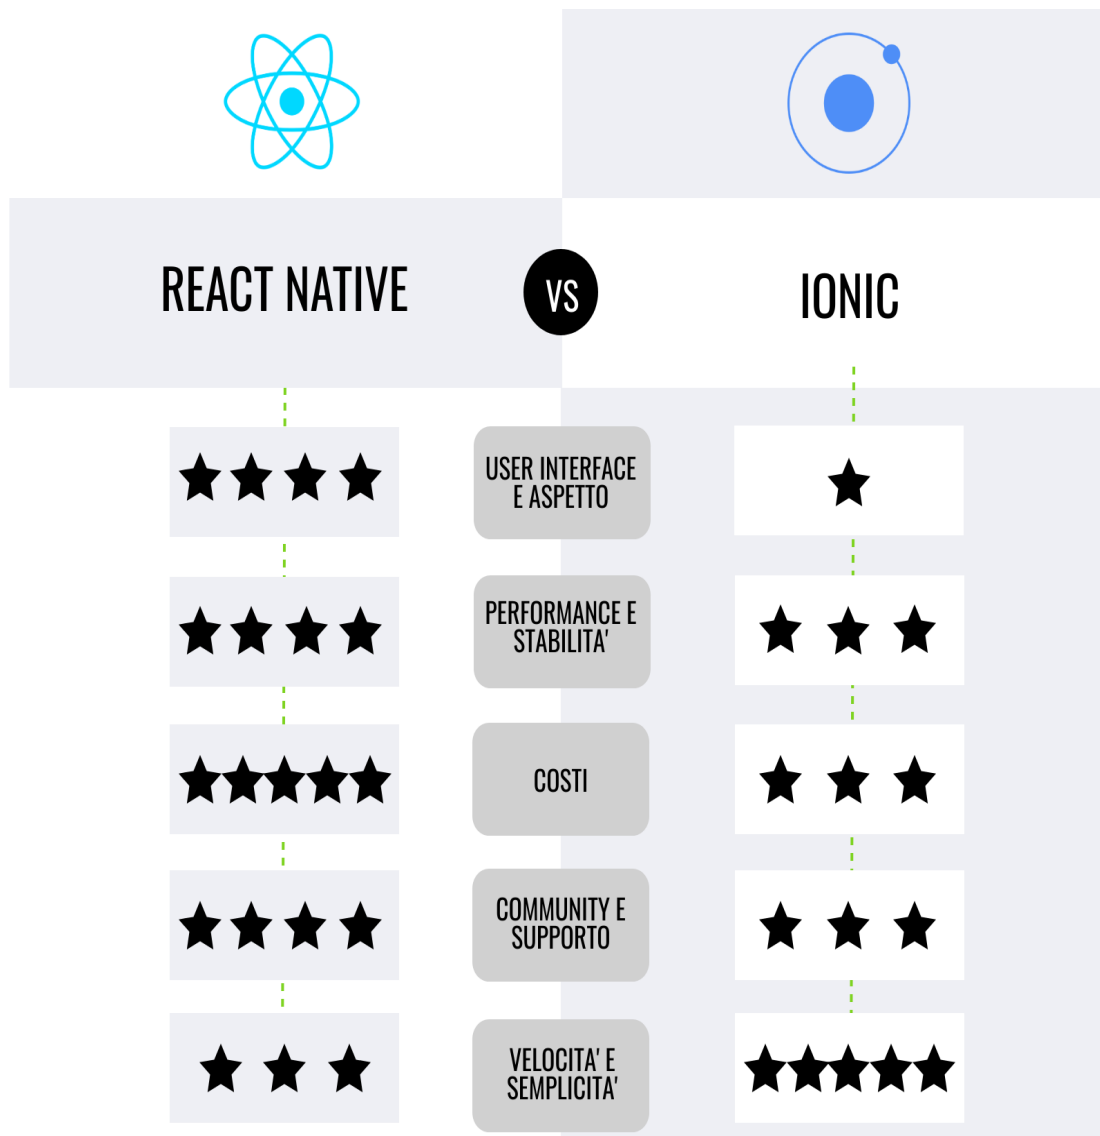 REACT NATIVE
VS
IONIC
USER INTERFACE
E ASPETTO
PERFORMANCE E
STABILITA'
COSTI
COMMUNITY E
SUPPORTO
VELOCITA' E
SEMPLICITA'